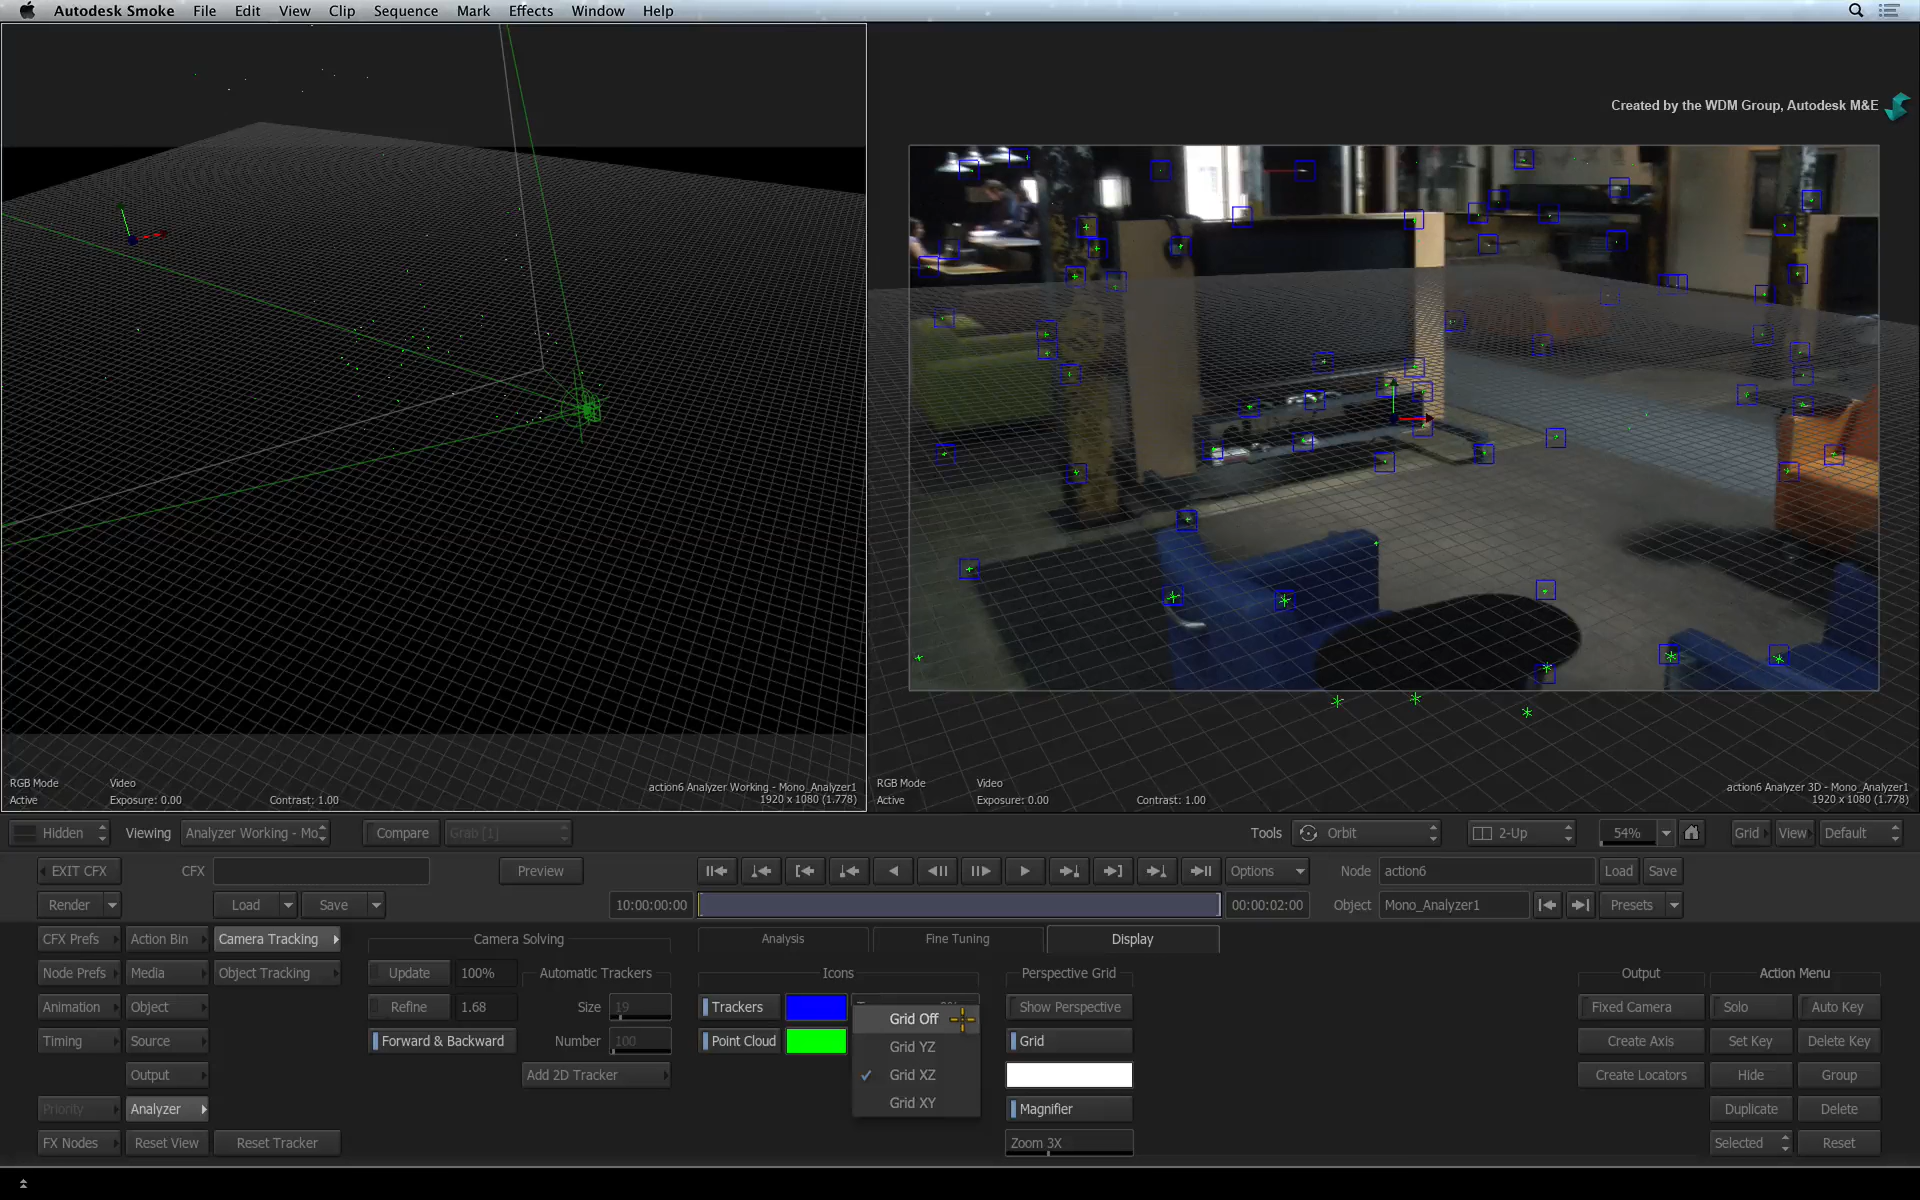 Autodesk Smoke File Edit View Clip Sequence Mark Effects Window Help
Created by the WDM Group, Autodesk M&E
RGB Mode Video
Active Exposure: 0.00 Contrast: 1.00
action6 Analyzer Working - Mono_Analyzer1
1920 x 1080 (1.778)
RGB Mode Video
Active Exposure: 0.00 Contrast: 1.00
action6 Analyzer 3D - Mono_Analyzer1
1920 x 1080 (1.778)
Hidden Viewing Analyzer Working - Mo Compare Grab [1] Tools Orbit 2-Up 54% Grid View Default
EXIT CFX CFX Preview Options Node action6 Load Save
Render Load Save 10:00:00:00 00:00:02:00 Object Mono_Analyzer1 Presets
CFX Prefs Action Bin Camera Tracking Camera Solving Analysis Fine Tuning Display
Node Prefs Media Object Tracking Update 100% Automatic Trackers Icons Perspective Grid Output Action Menu
Animation Object Refine 1.68 Size 19 Trackers Show Perspective Fixed Camera Solo Auto Key
Grid Off
Timing Source Forward & Backward Number 100 Point Cloud Grid YZ Grid Create Axis Set Key Delete Key
Output Add 2D Tracker Grid XZ Create Locators Hide Group
Priority Analyzer Grid XY Magnifier Duplicate Delete
FX Nodes Reset View Reset Tracker Zoom 3X Selected Reset